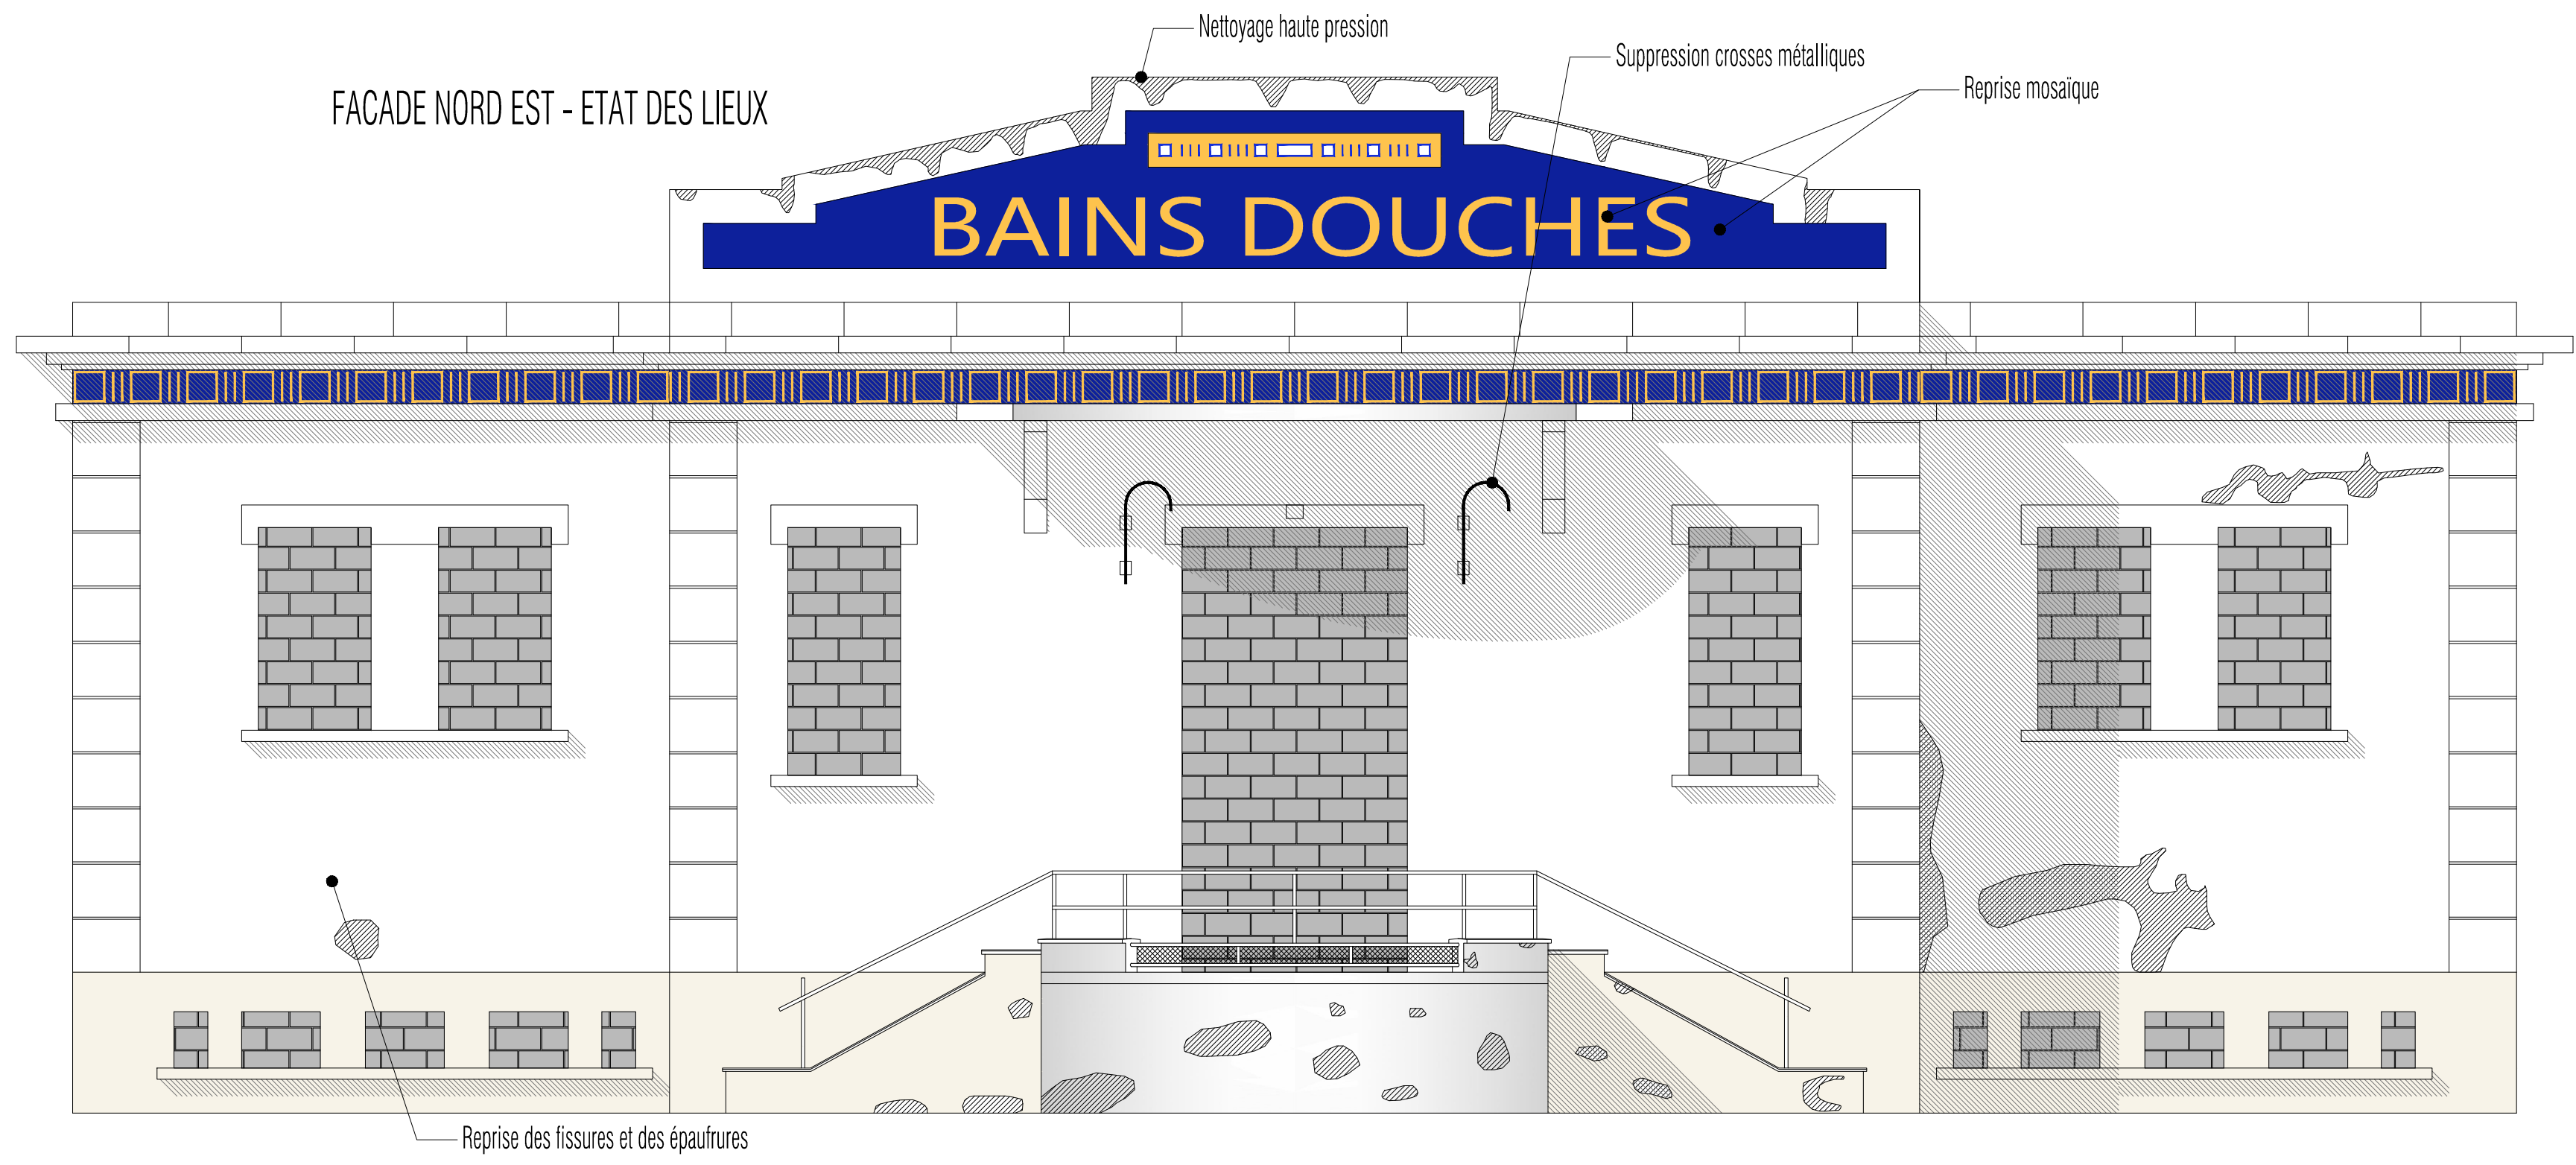 Nettoyage haute pression
Suppression crosses métalliques
Reprise mosaïque
FACADE NORD EST - ETAT DES LIEUX
BAINS DOUCHES
Reprise des fissures et des épaufrures